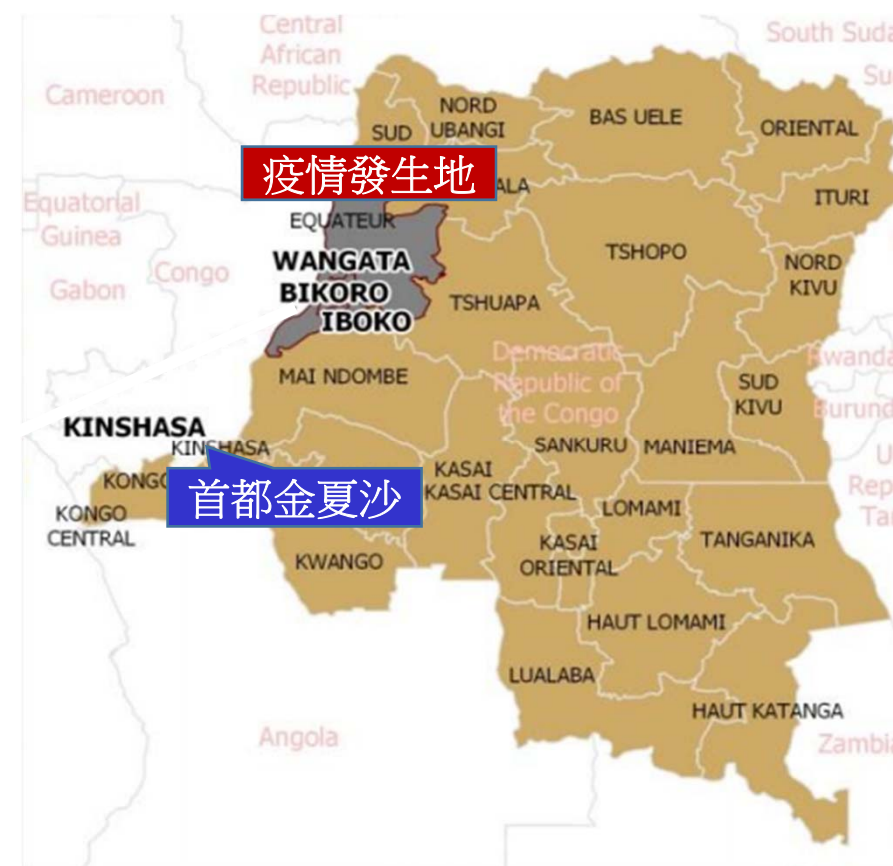 Central
African
Republic
South Suda
Su
Cameroon
NORD
UBANGI
SUD
BAS UELE
ORIENTAL
疫情發生地
ALA
ITURI
Equatorial
Guinea
EQUATEUR
WANGATA
BIKORO
IBOKO
TSHOPO
NORD
KIVU
Congo
Gabon
TSHUAPA
Democratic
Republic of
the Congo
Rwanda
MAI NDOMBE
SUD
KIVU
Burund
KINSHASA
KINSHASA
SANKURU
MANIEMA
U
Rep
Ta
KASAI
KASAI CENTRAL
KONGO
首都金夏沙
KONGO
CENTRAL
LOMAMI
KASAI
ORIENTAL
TANGANIKA
KWANGO
HAUT LOMAMI
LUALABA
HAUT KATANGA
Angola
Zambi